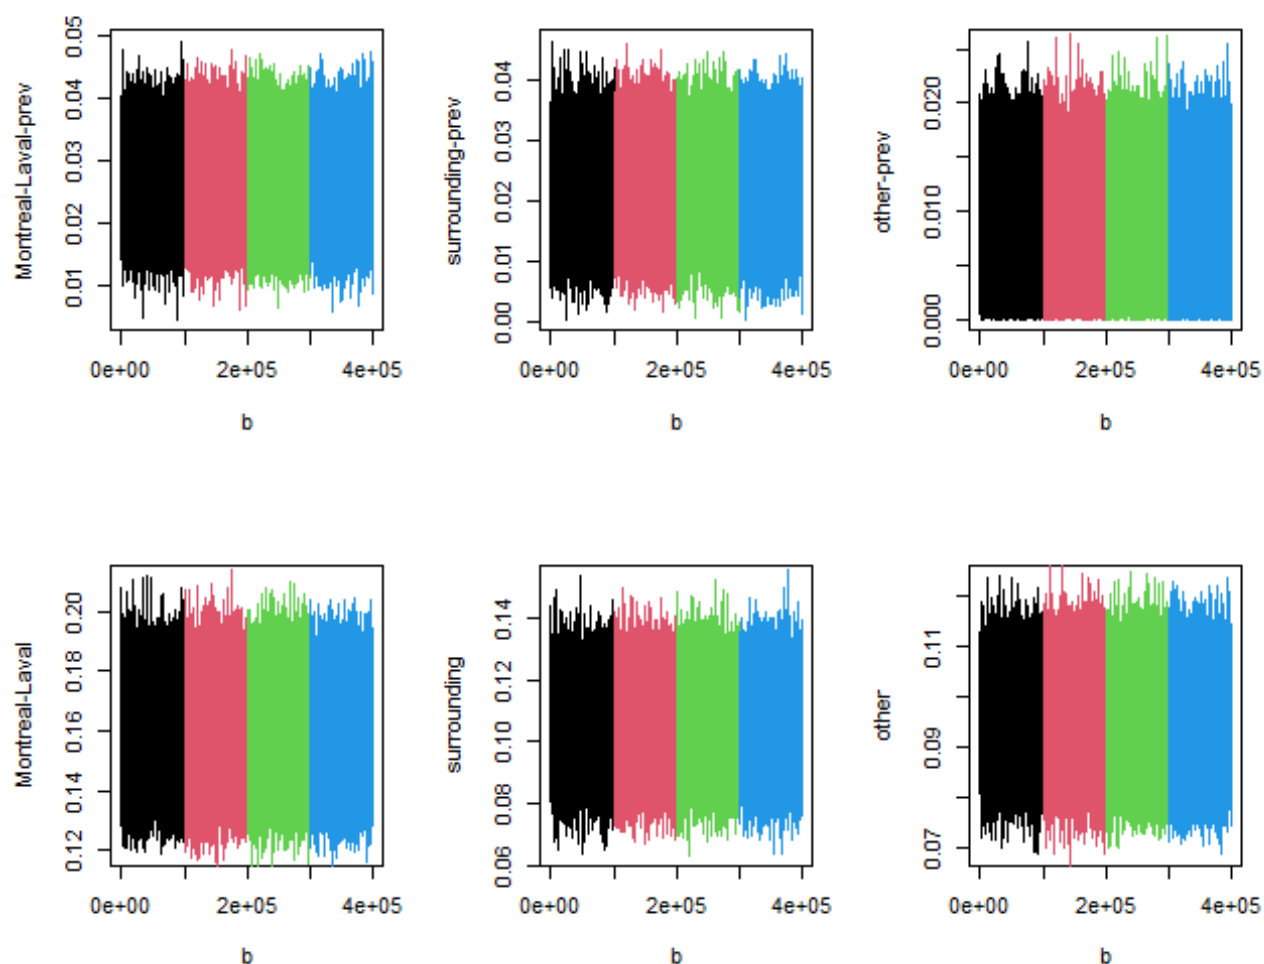 Montreal-Laval-prev
0.01 0.02 0.03 0.04 0.05
0e+00 2e+05 4e+05
b
surrounding-prev
0.00 0.01 0.02 0.03 0.04
0e+00 2e+05 4e+05
b
other-prev
0.000 0.010 0.020
0e+00 2e+05 4e+05
b
Montreal-Laval
0.12 0.14 0.16 0.18 0.20
0e+00 2e+05 4e+05
b
surrounding
0.06 0.08 0.10 0.12 0.14
0e+00 2e+05 4e+05
b
other
0.07 0.09 0.11
0e+00 2e+05 4e+05
b